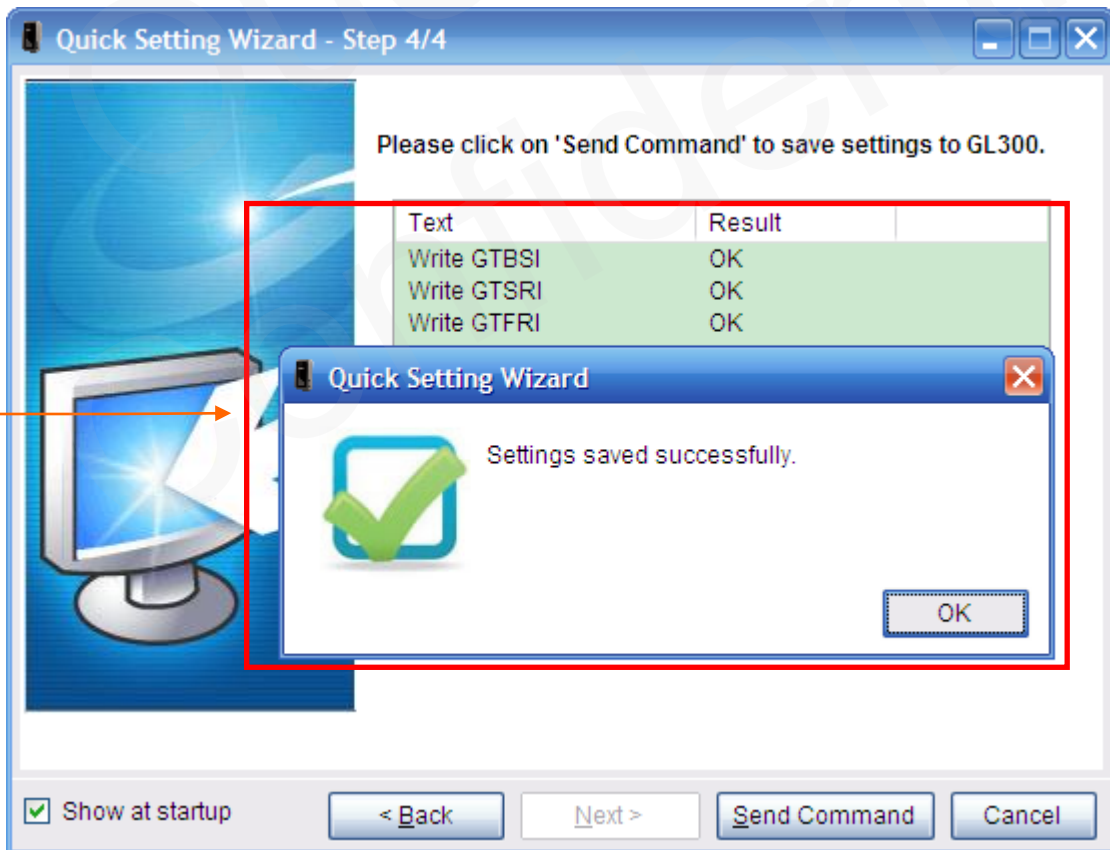 Quick Setting Wizard - Step 4/4
Please click on 'Send Command' to save settings to GL300.
Text Result
Write GTBSI OK
Write GTSRI OK
Write GTFRI OK
Quick Setting Wizard
Settings saved successfully.
OK
Show at startup < Back Next > Send Command Cancel